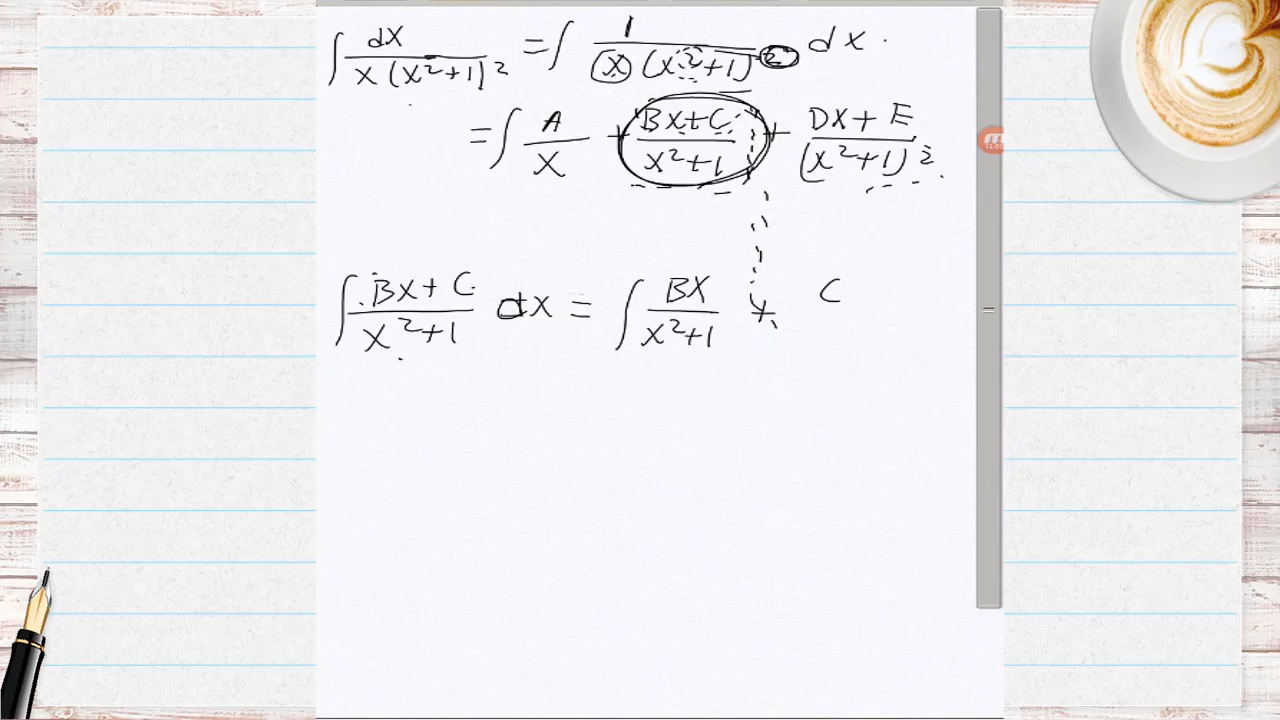 ∫ dx / x(x²+1)² = ∫ 1 / x(x²+1)² dx.
= ∫ A/x + Bx+C / x²+1 + Dx+E / (x²+1)²
∫ Bx+C / x²+1 dx = ∫ Bx / x²+1 + C